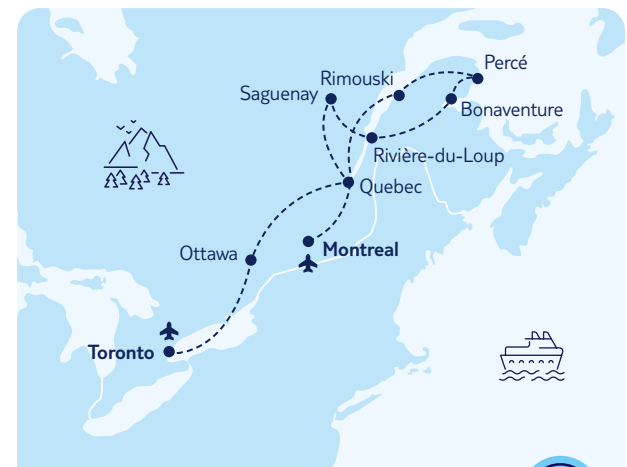 Percé
Rimouski
Saguenay
Bonaventure
Rivière-du-Loup
Quebec
Montreal
Ottawa
Toronto